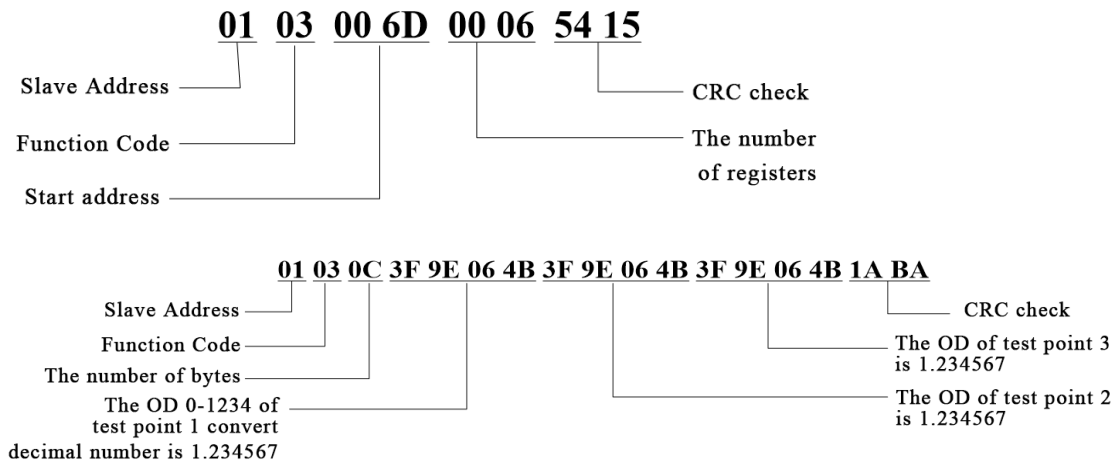 01 03 00 6D 00 06 54 15
Slave Address
CRC check
Function Code
The number
of registers
Start address
01 03 0C 3F 9E 06 4B 3F 9E 06 4B 3F 9E 06 4B 1A BA
Slave Address
CRC check
Function Code
The OD of test point 3
is 1.234567
The number of bytes
The OD of test point 2
is 1.234567
The OD 0-1234 of
test point 1 convert
decimal number is 1.234567